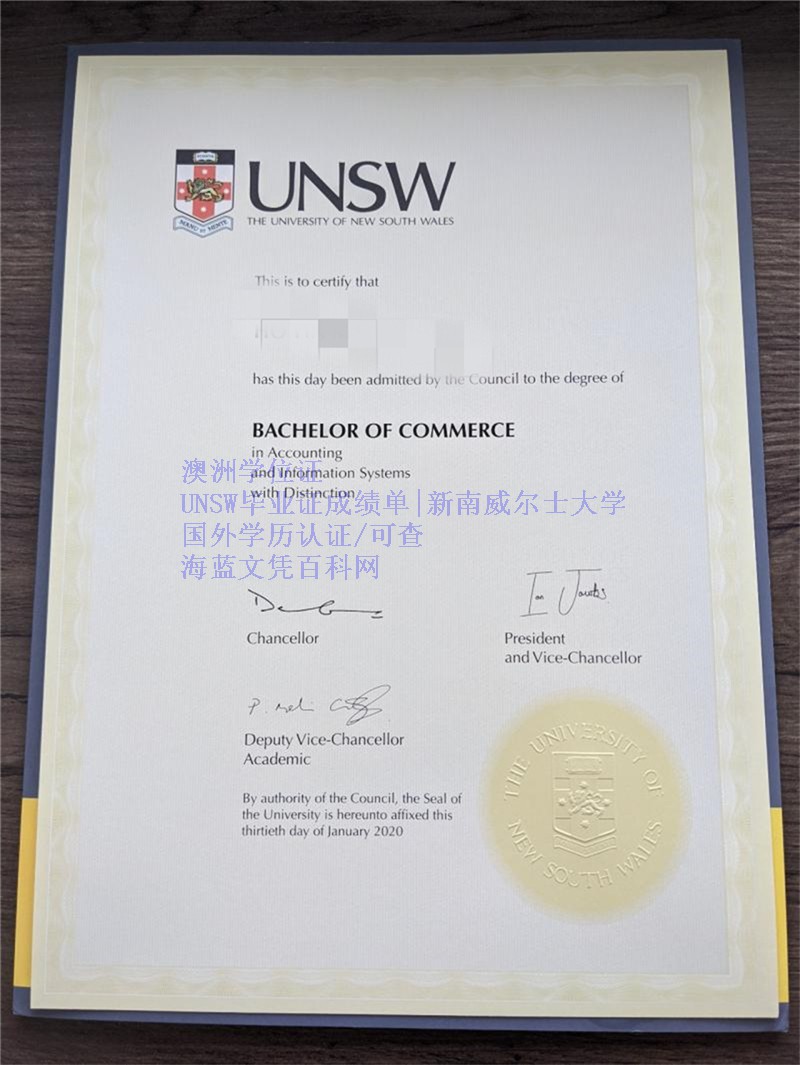 UNSW
THE UNIVERSITY OF NEW SOUTH WALES
MANU ET MENTE
This is to certify that
has this day been admitted by the Council to the degree of
BACHELOR OF COMMERCE
in Accounting
澳洲学位证
and Information Systems
with Distinction
UNSW毕业证成绩单|新南威尔士大学
国外学历认证/可查
海蓝文凭百科网
Ian Jacobs
Chancellor
President
and Vice-Chancellor
Deputy Vice-Chancellor
Academic
By authority of the Council, the Seal of
the University is hereunto affixed this
thirtieth day of January 2020
THE UNIVERSITY OF
NEW SOUTH WALES